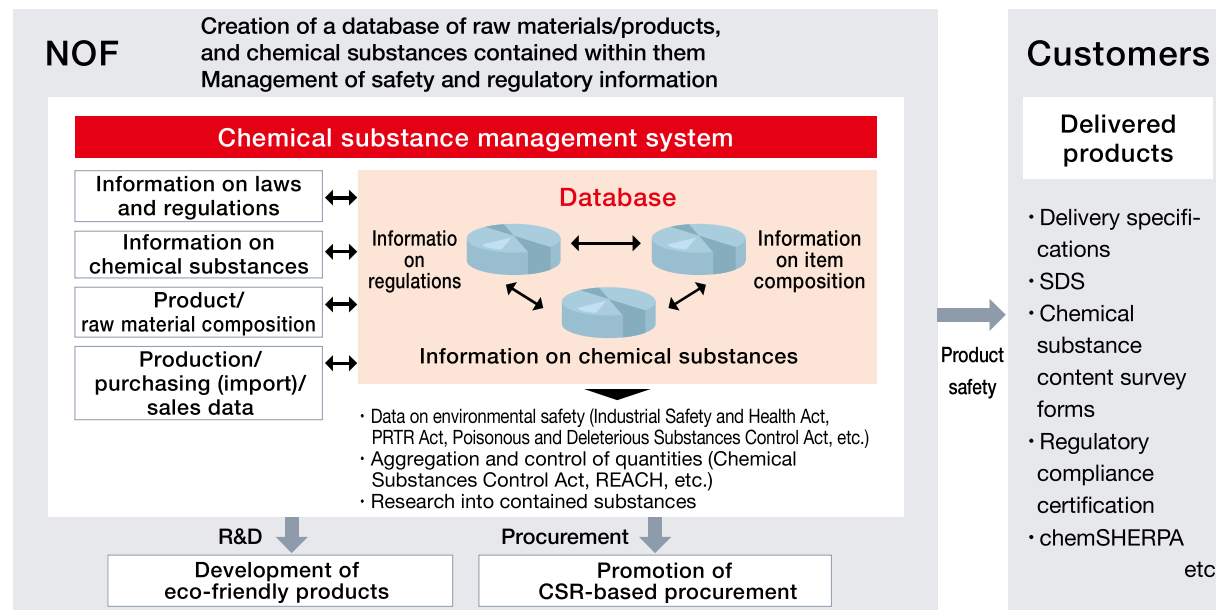 NOF
Creation of a database of raw materials/products,
and chemical substances contained within them
Management of safety and regulatory information
Chemical substance management system
Information on laws
and regulations
Information on
chemical substances
Product/
raw material composition
Production/
purchasing (import)/
sales data
Database
Informatio
on
regulations
Information
on item
composition
Information on chemical substances
・Data on environmental safety (Industrial Safety and Health Act,
PRTR Act, Poisonous and Deleterious Substances Control Act, etc.)
・Aggregation and control of quantities (Chemical
Substances Control Act, REACH, etc.)
・Research into contained substances
R&D
Development of
eco-friendly products
Procurement
Promotion of
CSR-based procurement
Product
safety
Customers
Delivered
products
・Delivery specifi-
cations
・SDS
・Chemical
substance
content survey
forms
・Regulatory
compliance
certification
・chemSHERPA
etc